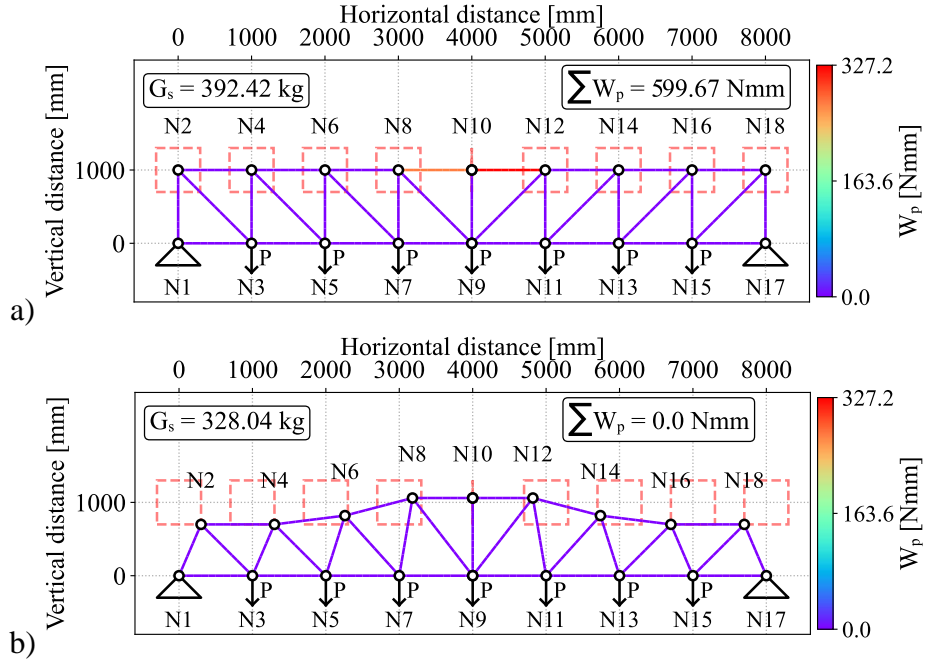 Horizontal distance [mm]
0 1000 2000 3000 4000 5000 6000 7000 8000
Gₛ = 392.42 kg
∑Wₚ = 599.67 Nmm
N2 N4 N6 N8 N10 N12 N14 N16 N18
Vertical distance [mm]
1000
0
P P P P P P P
N1 N3 N5 N7 N9 N11 N13 N15 N17
327.2
163.6
0.0
Wₚ [Nmm]
a)
Horizontal distance [mm]
0 1000 2000 3000 4000 5000 6000 7000 8000
Gₛ = 328.04 kg
∑Wₚ = 0.0 Nmm
N2 N4 N6 N8 N10 N12 N14 N16 N18
Vertical distance [mm]
1000
0
P P P P P P P
N1 N3 N5 N7 N9 N11 N13 N15 N17
327.2
163.6
0.0
Wₚ [Nmm]
b)